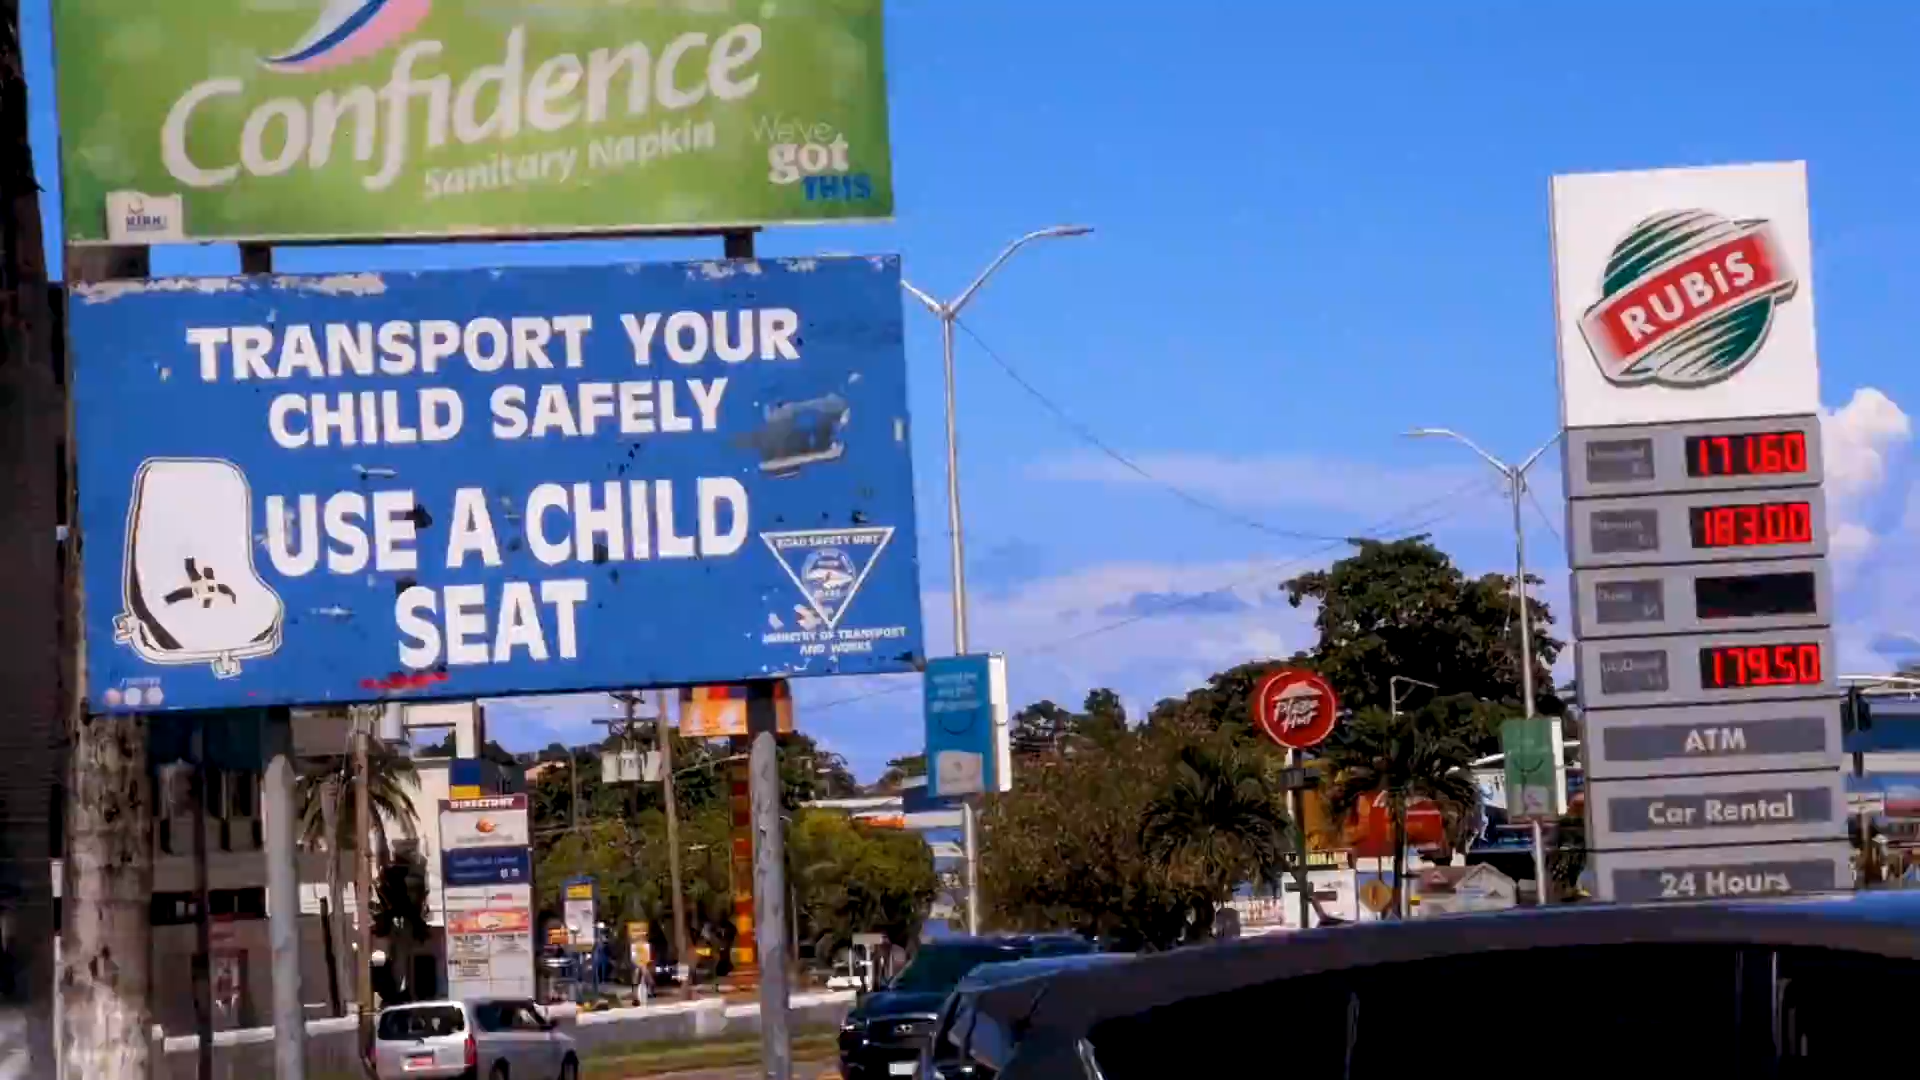 Confidence
Sanitary Napkin
We've
got
THIS
TRANSPORT YOUR
CHILD SAFELY
USE A CHILD
SEAT
ROAD SAFETY UNIT
MINISTRY OF TRANSPORT
AND WORKS
RUBiS
171.60
183.00
179.50
ATM
Car Rental
24 Hours
Pizza
Hut
DIRECTORY